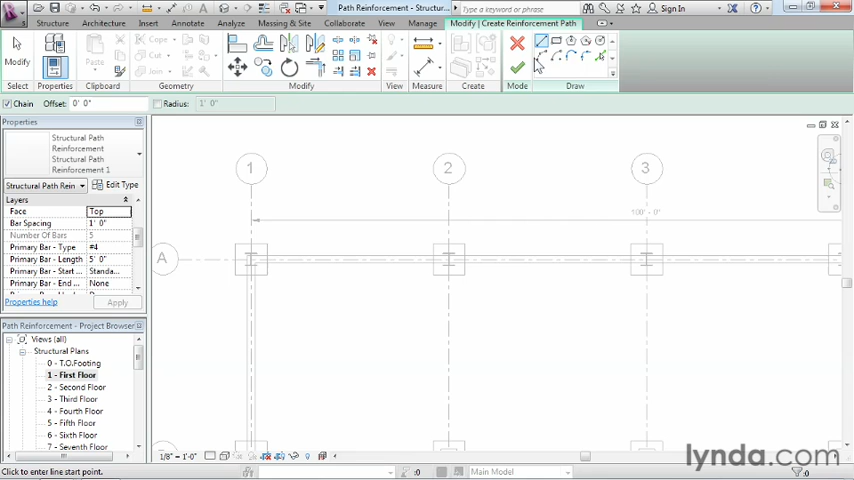 Path Reinforcement - Structur...
Type a keyword or phrase
Sign In
Structure
Architecture
Insert
Annotate
Analyze
Massing & Site
Collaborate
View
Manage
Modify | Create Reinforcement Path
Modify
Paste
Cope
Cut
Join
Select
Properties
Clipboard
Geometry
Modify
View
Measure
Create
Mode
Draw
Chain
Offset: 0' 0"
Radius: 1' 0"
Properties
Structural Path
Reinforcement
Structural Path
Reinforcement 1
Structural Path Rein
Edit Type
Layers
Face Top
Bar Spacing 1' 0"
Number Of Bars 5
Primary Bar - Type #4
Primary Bar - Length 5' 0"
Primary Bar - Start ... Standa...
Primary Bar - End ... None
Properties help
Apply
Path Reinforcement - Project Browser
Views (all)
Structural Plans
0 - T.O.Footing
1 - First Floor
2 - Second Floor
3 - Third Floor
4 - Fourth Floor
5 - Fifth Floor
6 - Sixth Floor
7 - Seventh Floor
1
2
3
100' - 0"
A
1/8" = 1'-0"
Click to enter line start point.
:0
Main Model
:0
lynda.com